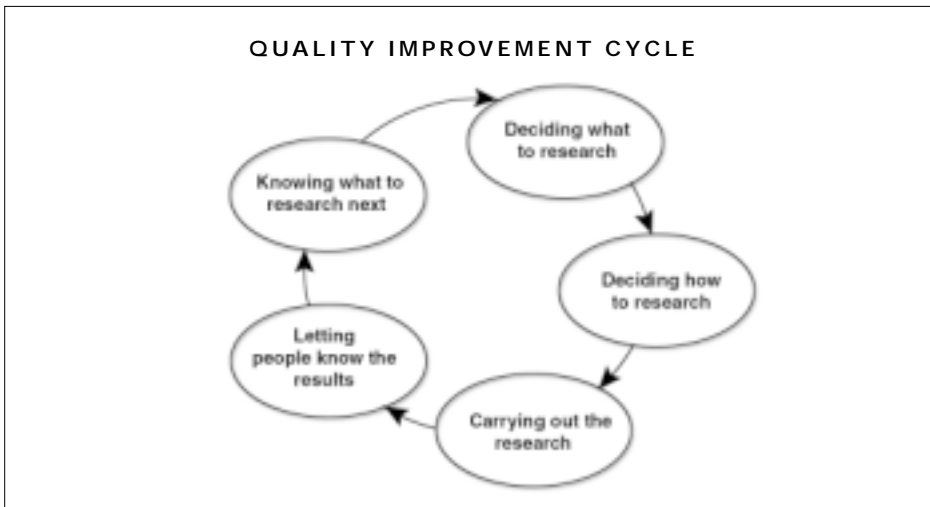 QUALITY IMPROVEMENT CYCLE
Deciding what
to research
Deciding how
to research
Carrying out the
research
Letting
people know the
results
Knowing what to
research next